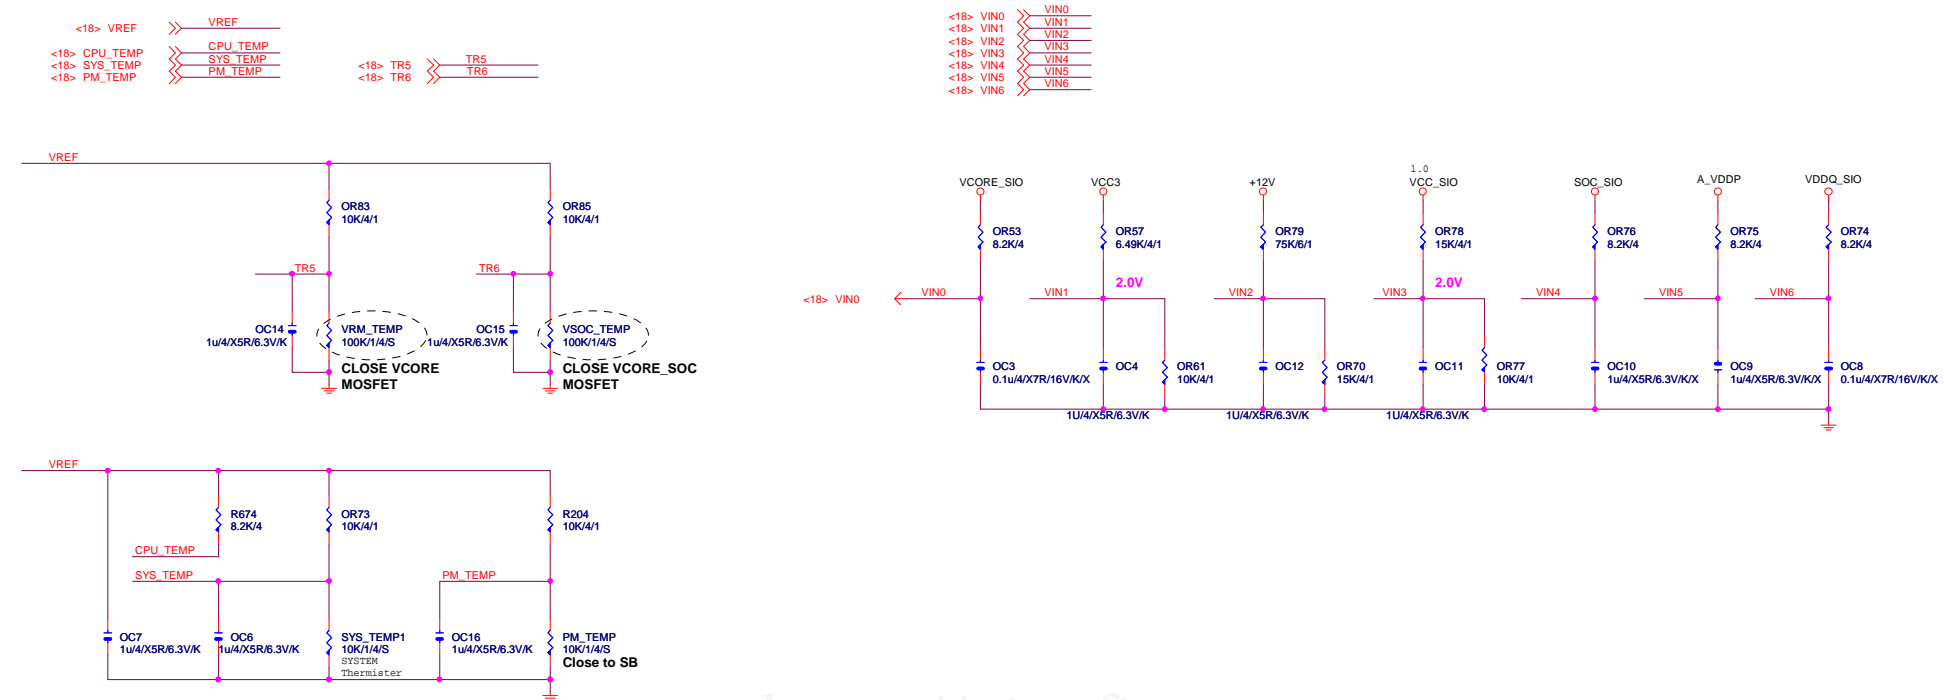 <18> VREF VREF
<18> CPU_TEMP CPU_TEMP
<18> SYS_TEMP SYS_TEMP
<18> PM_TEMP PM_TEMP
<18> TR5 TR5
<18> TR6 TR6
<18> VIN0 VIN0
<18> VIN1 VIN1
<18> VIN2 VIN2
<18> VIN3 VIN3
<18> VIN4 VIN4
<18> VIN5 VIN5
<18> VIN6 VIN6
VREF
OR83
10K/4/1
OR85
10K/4/1
TR5
TR6
OC14
1u/4/X5R/6.3V/K
VRM_TEMP
100K/1/4/S
CLOSE VCORE
MOSFET
OC15
1u/4/X5R/6.3V/K
VSOC_TEMP
100K/1/4/S
CLOSE VCORE_SOC
MOSFET
1.0
VCORE_SIO
VCC3
+12V
VCC_SIO
SOC_SIO
A_VDDP
VDDQ_SIO
OR53
8.2K/4
OR57
6.49K/4/1
OR79
75K/6/1
OR78
15K/4/1
OR76
8.2K/4
OR75
8.2K/4
OR74
8.2K/4
2.0V
2.0V
<18> VIN0
VIN0
VIN1
VIN2
VIN3
VIN4
VIN5
VIN6
OC3
0.1u/4/X7R/16V/K/X
OC4
1U/4/X5R/6.3V/K
OR61
10K/4/1
OC12
1U/4/X5R/6.3V/K
OR70
15K/4/1
OC11
1U/4/X5R/6.3V/K
OR77
10K/4/1
OC10
1u/4/X5R/6.3V/K/X
OC9
1u/4/X5R/6.3V/K/X
OC8
0.1u/4/X7R/16V/K/X
VREF
R674
8.2K/4
OR73
10K/4/1
R204
10K/4/1
CPU_TEMP
SYS_TEMP
PM_TEMP
OC7
1u/4/X5R/6.3V/K
OC6
1u/4/X5R/6.3V/K
SYS_TEMP1
10K/1/4/S
SYSTEM
Thermister
OC16
1u/4/X5R/6.3V/K
PM_TEMP
10K/1/4/S
Close to SB